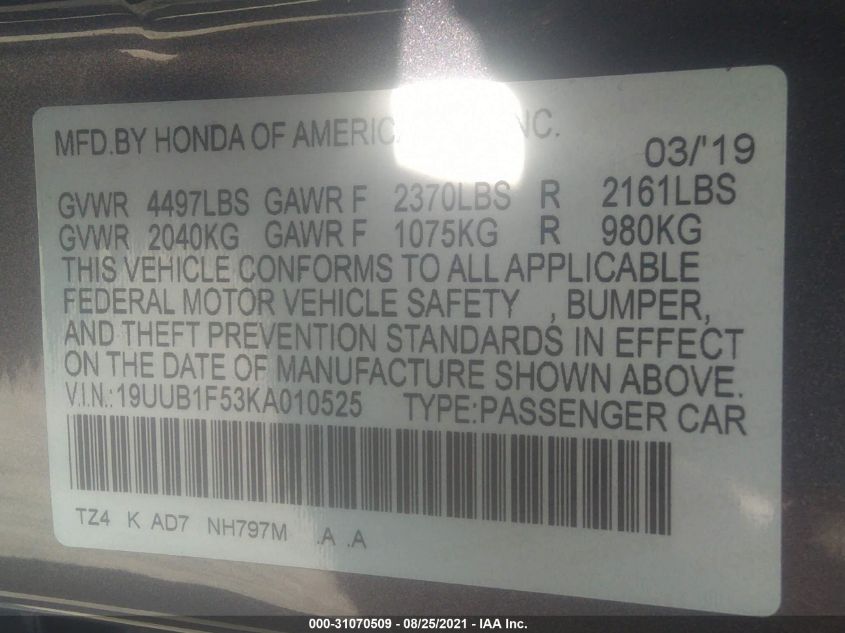 MFD.BY HONDA OF AMERIC NC.
03/'19
GVWR 4497LBS GAWR F 2370LBS R 2161LBS
GVWR 2040KG GAWR F 1075KG R 980KG
THIS VEHICLE CONFORMS TO ALL APPLICABLE
FEDERAL MOTOR VEHICLE SAFETY , BUMPER,
AND THEFT PREVENTION STANDARDS IN EFFECT
ON THE DATE OF MANUFACTURE SHOWN ABOVE.
V.I.N.:19UUB1F53KA010525 TYPE:PASSENGER CAR
TZ4 K AD7 NH797M .A .A
000-31070509 - 08/25/2021 - IAA Inc.